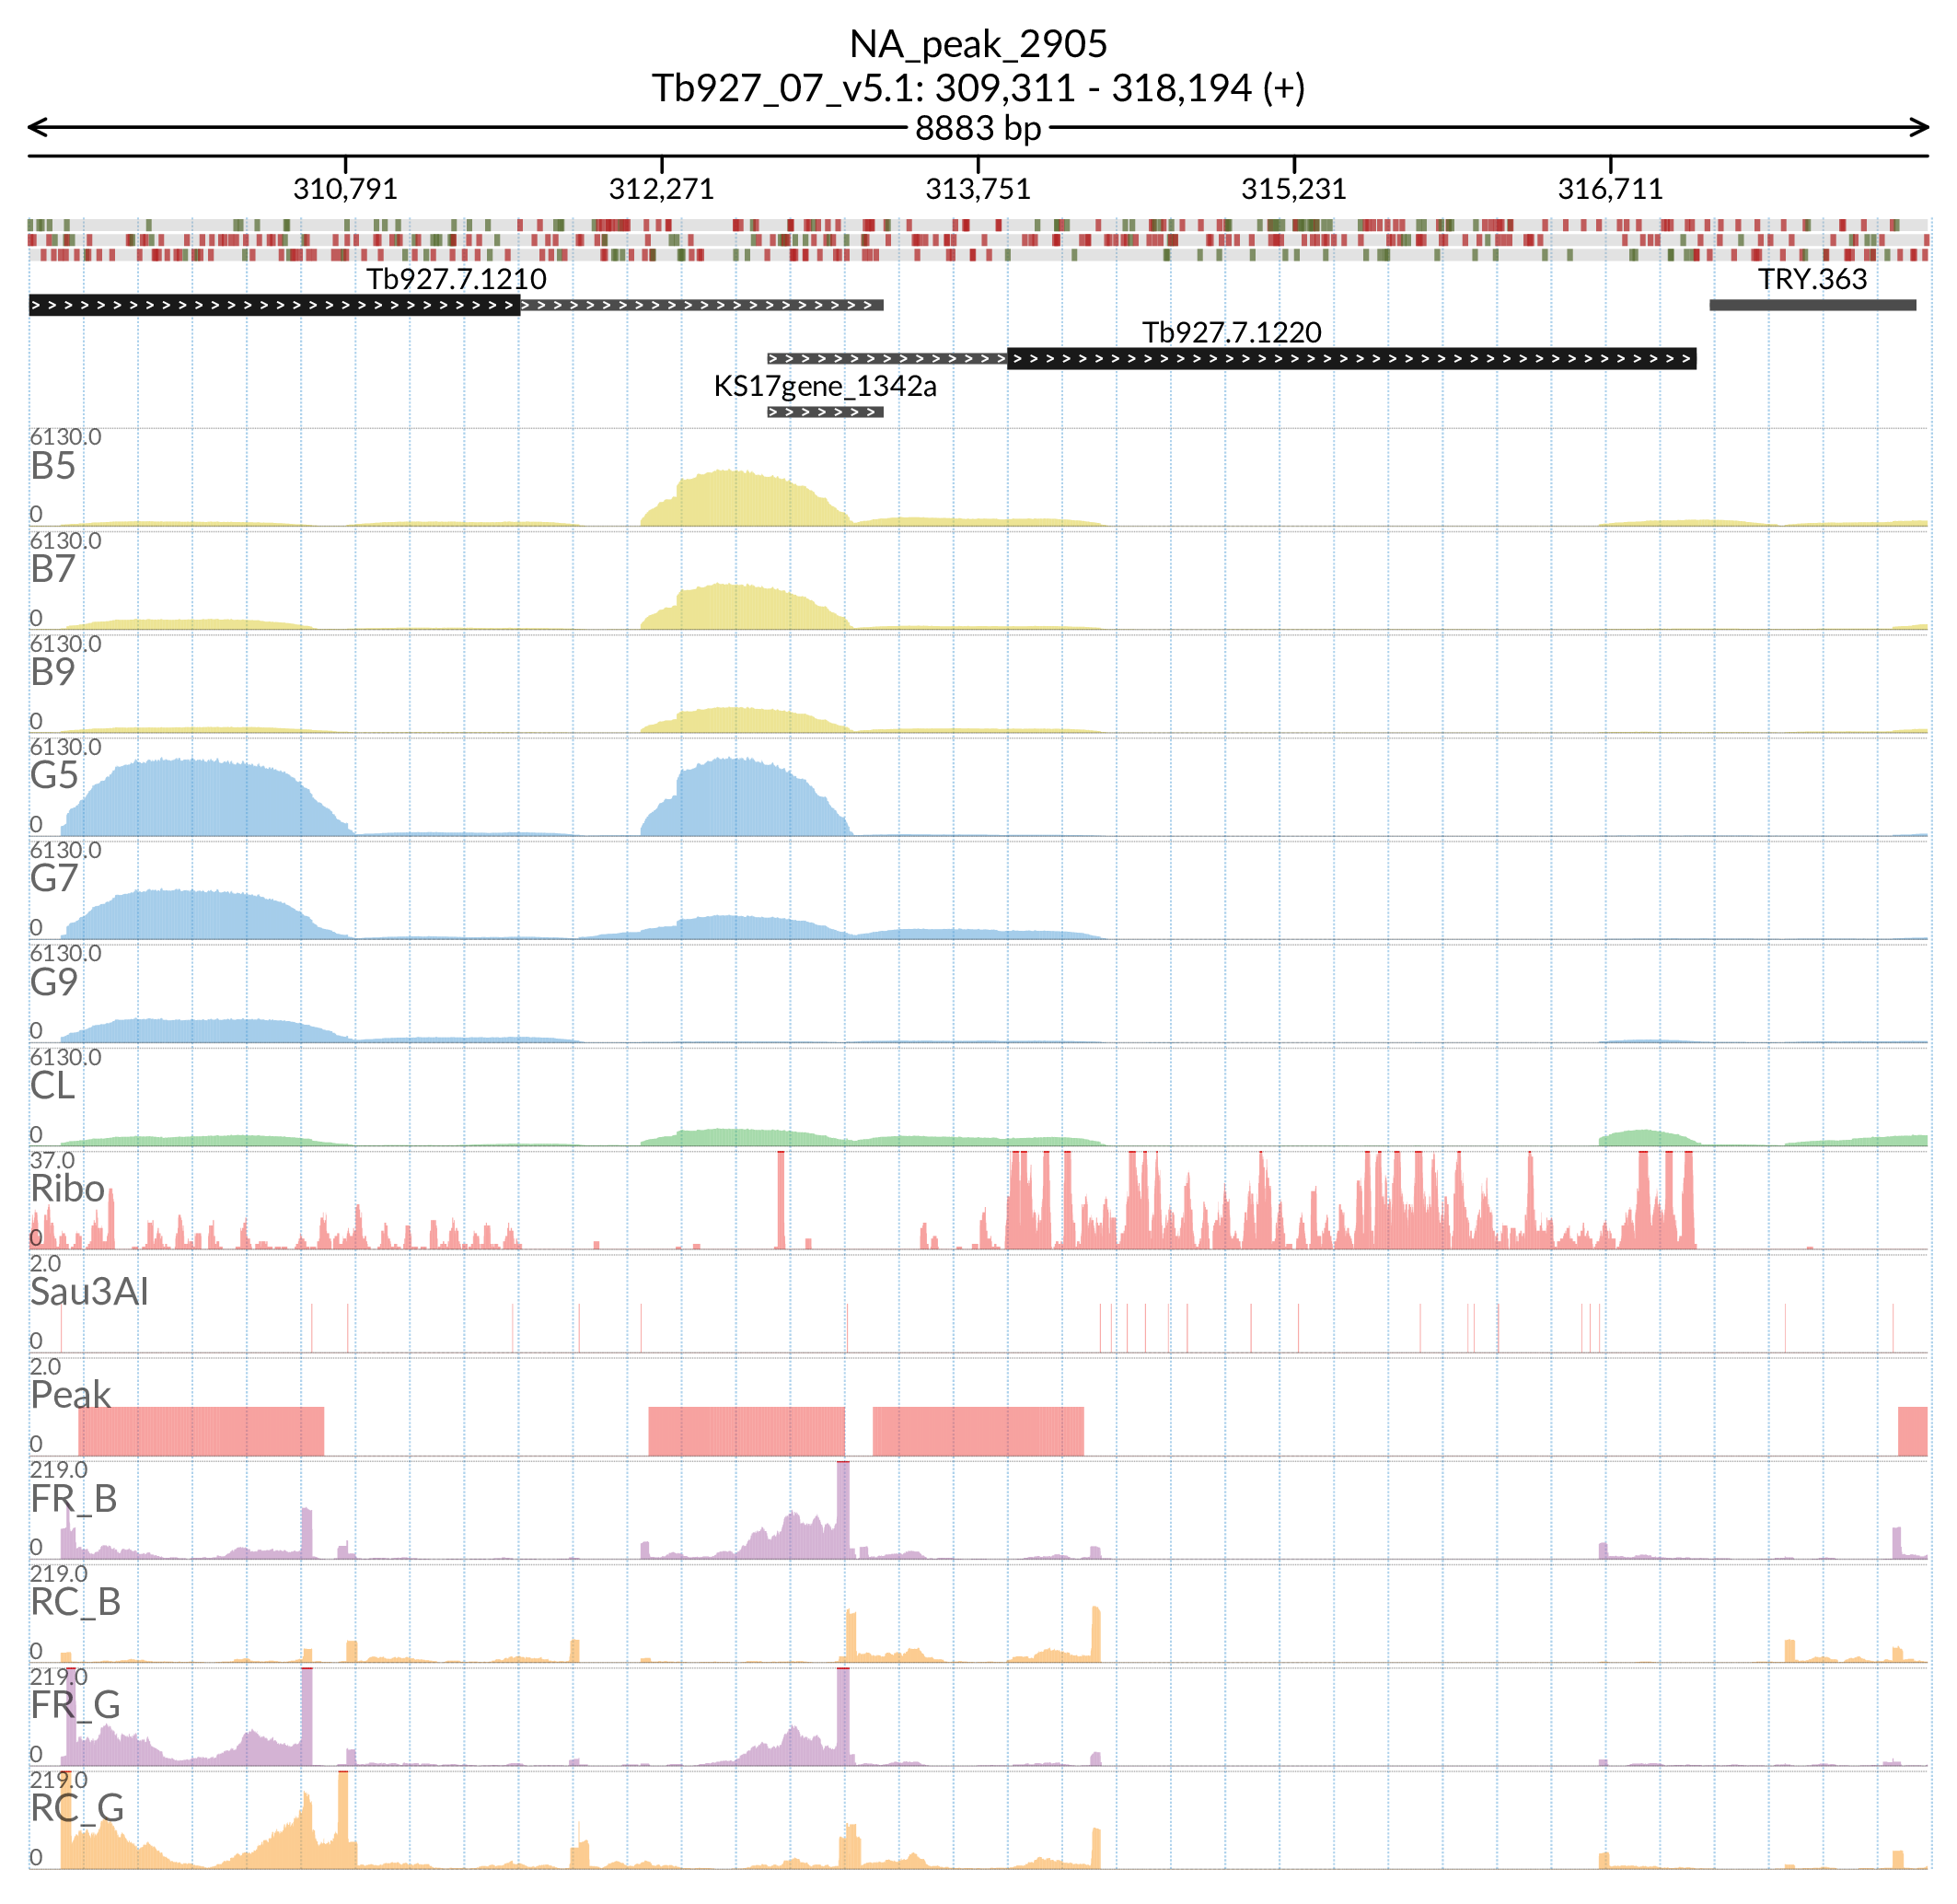 NA_peak_2905
Tb927_07_v5.1: 309,311 - 318,194 (+)
8883 bp
310,791 312,271 313,751 315,231 316,711
Tb927.7.1210 TRY.363
Tb927.7.1220
KS17gene_1342a
6130.0
B5
0
6130.0
B7
0
6130.0
B9
0
6130.0
G5
0
6130.0
G7
0
6130.0
G9
0
6130.0
CL
0
37.0
Ribo
0
2.0
Sau3AI
0
2.0
Peak
0
219.0
FR_B
0
219.0
RC_B
0
219.0
FR_G
0
219.0
RC_G
0